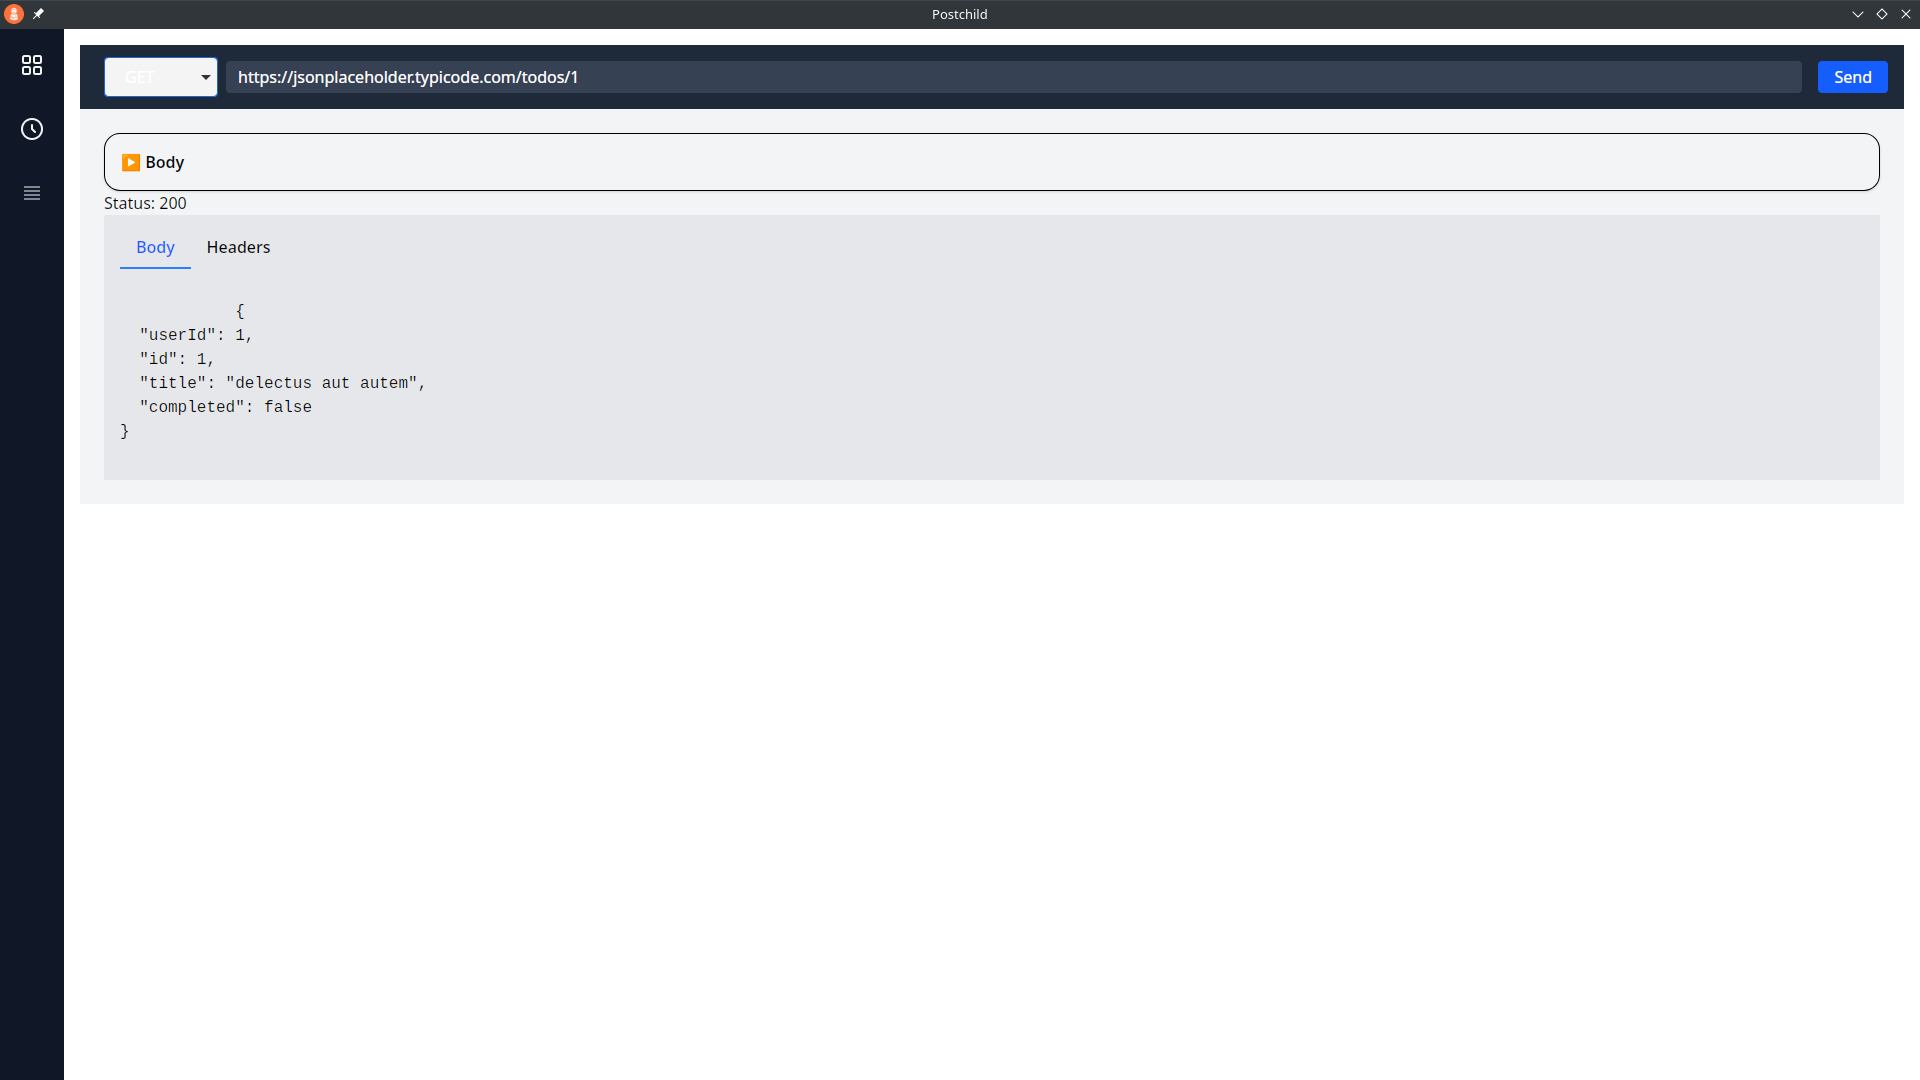 Postchild
GET
https://jsonplaceholder.typicode.com/todos/1
Send
Body
Status: 200
Body
Headers
{
"userId": 1,
"id": 1,
"title": "delectus aut autem",
"completed": false
}